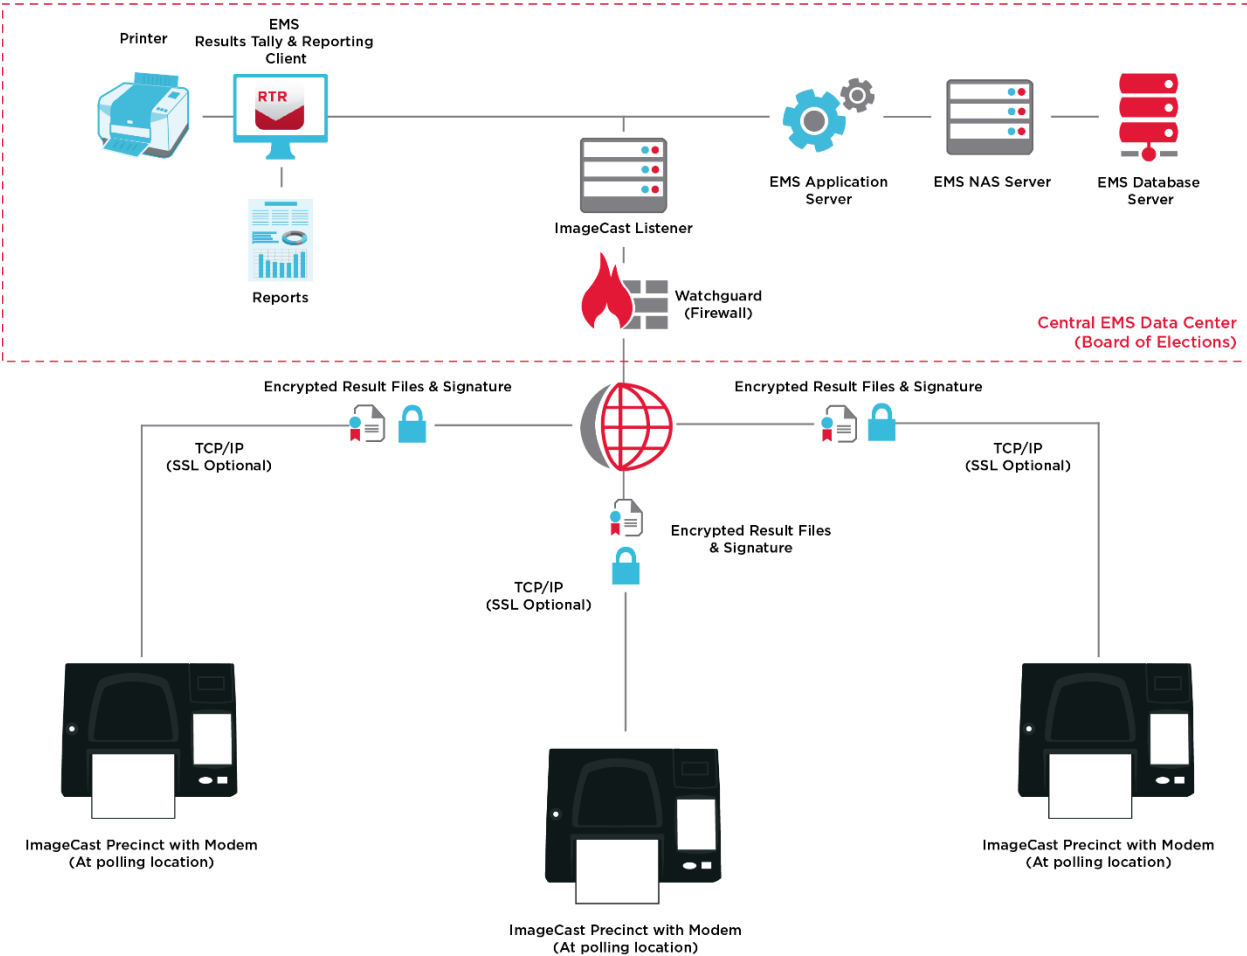 Printer
EMS
Results Tally & Reporting
Client
RTR
Reports
ImageCast Listener
EMS Application
Server
EMS NAS Server
EMS Database
Server
Watchguard
(Firewall)
Central EMS Data Center
(Board of Elections)
Encrypted Result Files & Signature
Encrypted Result Files & Signature
TCP/IP
(SSL Optional)
TCP/IP
(SSL Optional)
Encrypted Result Files
& Signature
TCP/IP
(SSL Optional)
ImageCast Precinct with Modem
(At polling location)
ImageCast Precinct with Modem
(At polling location)
ImageCast Precinct with Modem
(At polling location)